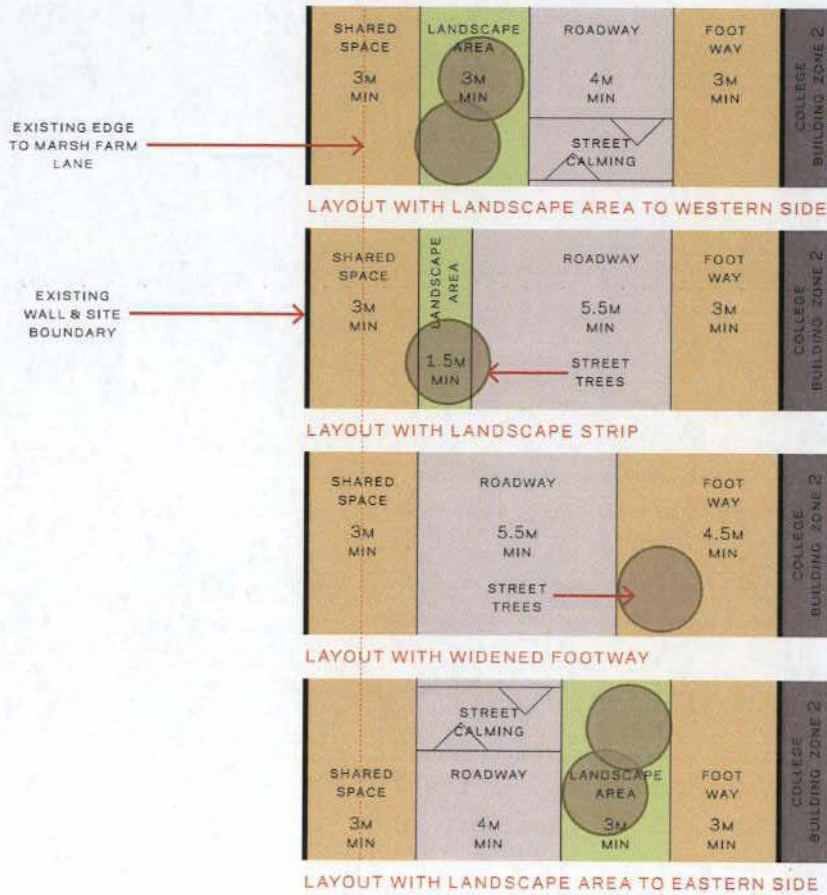 SHARED
SPACE
3M
MIN
LANDSCAPE
AREA
3M
MIN
ROADWAY
4M
MIN
STREET
CALMING
FOOT
WAY
3M
MIN
COLLEGE
BUILDING ZONE 2
EXISTING EDGE
TO MARSH FARM
LANE
LAYOUT WITH LANDSCAPE AREA TO WESTERN SIDE
EXISTING
WALL & SITE
BOUNDARY
SHARED
SPACE
3M
MIN
LANDSCAPE
AREA
1.5M
MIN
ROADWAY
5.5M
MIN
STREET
TREES
FOOT
WAY
3M
MIN
COLLEGE
BUILDING ZONE 2
LAYOUT WITH LANDSCAPE STRIP
SHARED
SPACE
3M
MIN
ROADWAY
5.5M
MIN
STREET
TREES
FOOT
WAY
4.5M
MIN
COLLEGE
BUILDING ZONE 2
LAYOUT WITH WIDENED FOOTWAY
SHARED
SPACE
3M
MIN
STREET
CALMING
ROADWAY
4M
MIN
LANDSCAPE
AREA
3M
MIN
FOOT
WAY
3M
MIN
COLLEGE
BUILDING ZONE 2
LAYOUT WITH LANDSCAPE AREA TO EASTERN SIDE